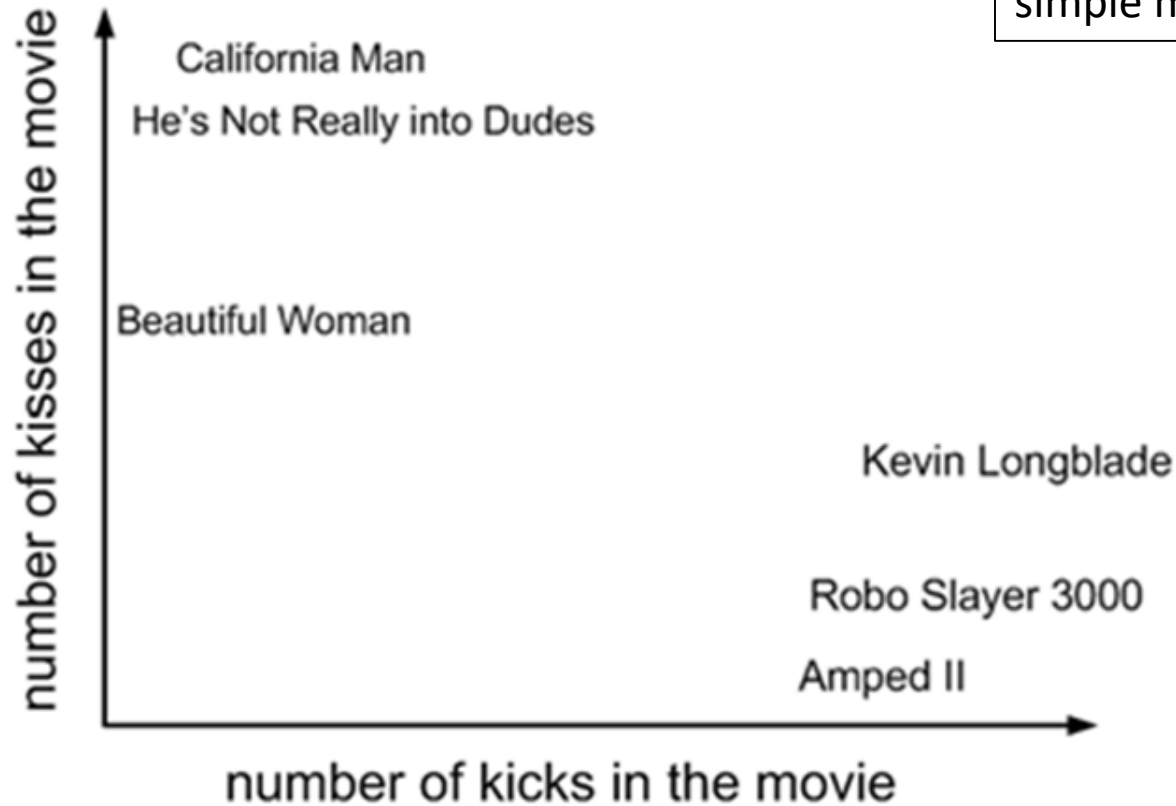 simple
California Man
He's Not Really into Dudes
Beautiful Woman
Kevin Longblade
Robo Slayer 3000
Amped II
number of kisses in the movie
number of kicks in the movie